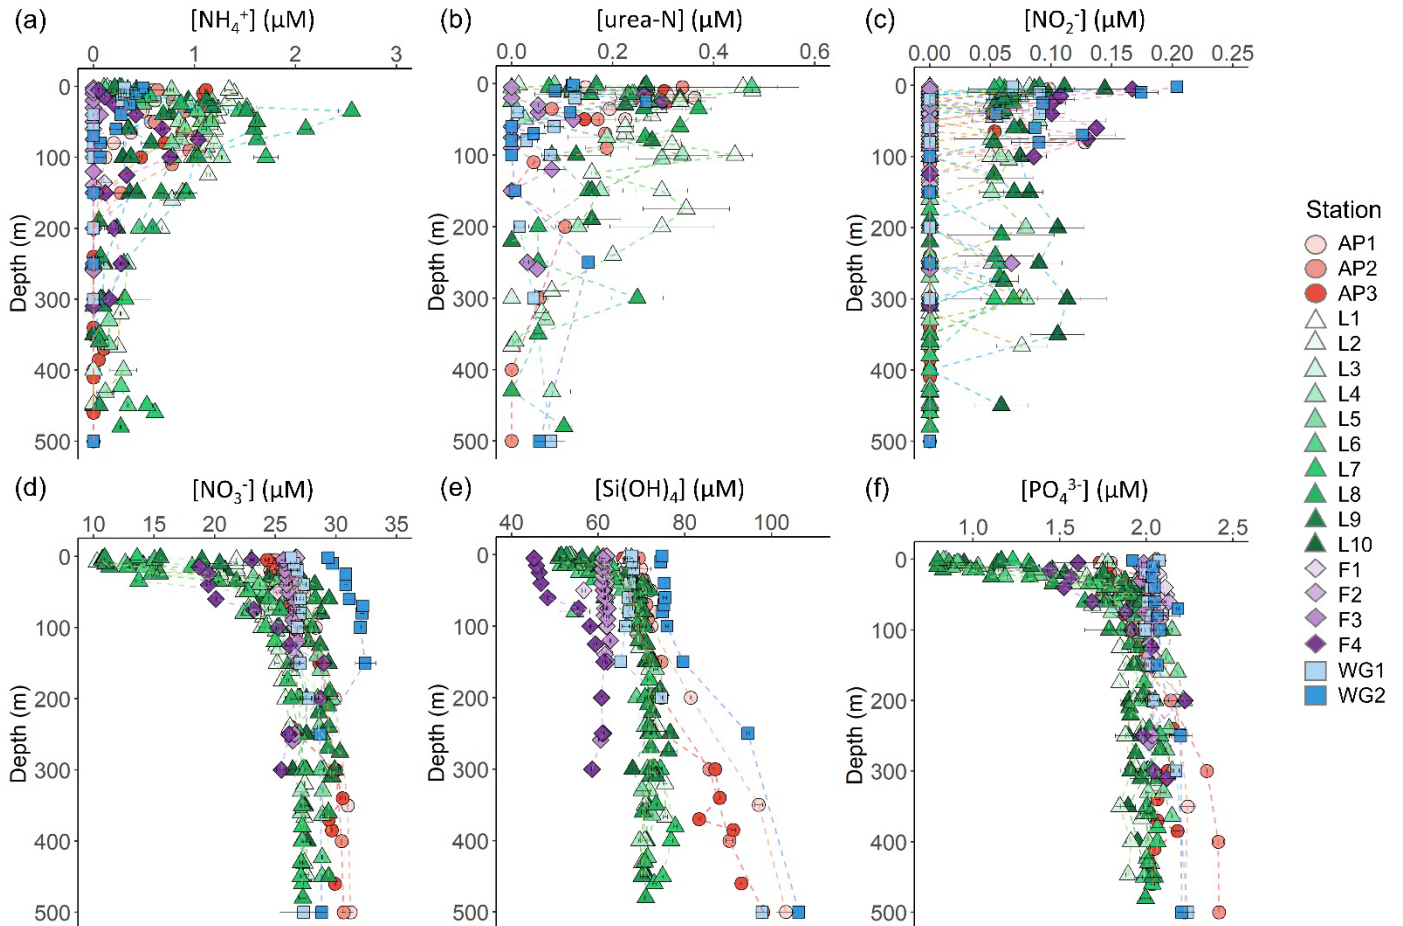 (a) [NH₄⁺] (µM)
0 1 2 3
Depth (m)
0
100
200
300
400
500
(b) [urea-N] (µM)
0.0 0.2 0.4 0.6
Depth (m)
0
100
200
300
400
500
(c) [NO₂⁻] (µM)
0.00 0.05 0.10 0.15 0.20 0.25
Depth (m)
0
100
200
300
400
500
(d) [NO₃⁻] (µM)
10 15 20 25 30 35
Depth (m)
0
100
200
300
400
500
(e) [Si(OH)₄] (µM)
40 60 80 100
Depth (m)
0
100
200
300
400
500
(f) [PO₄³⁻] (µM)
1.0 1.5 2.0 2.5
Depth (m)
0
100
200
300
400
500
Station
AP1
AP2
AP3
L1
L2
L3
L4
L5
L6
L7
L8
L9
L10
F1
F2
F3
F4
WG1
WG2